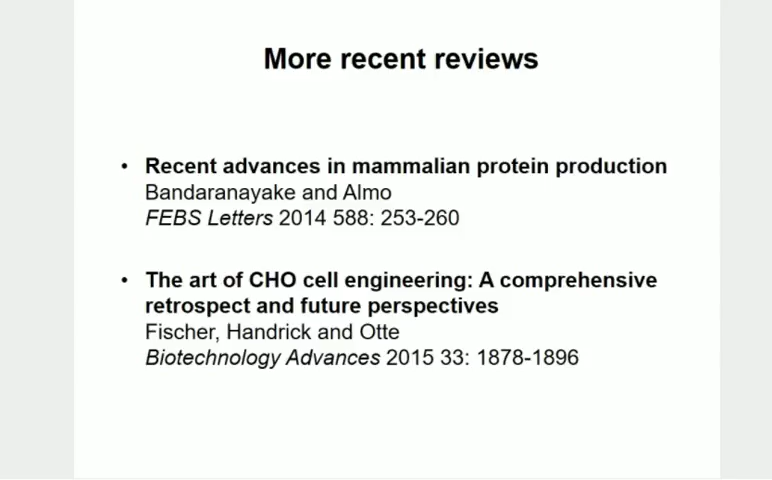 More recent reviews
• Recent advances in mammalian protein production
Bandaranayake and Almo
FEBS Letters 2014 588: 253-260
• The art of CHO cell engineering: A comprehensive
retrospect and future perspectives
Fischer, Handrick and Otte
Biotechnology Advances 2015 33: 1878-1896